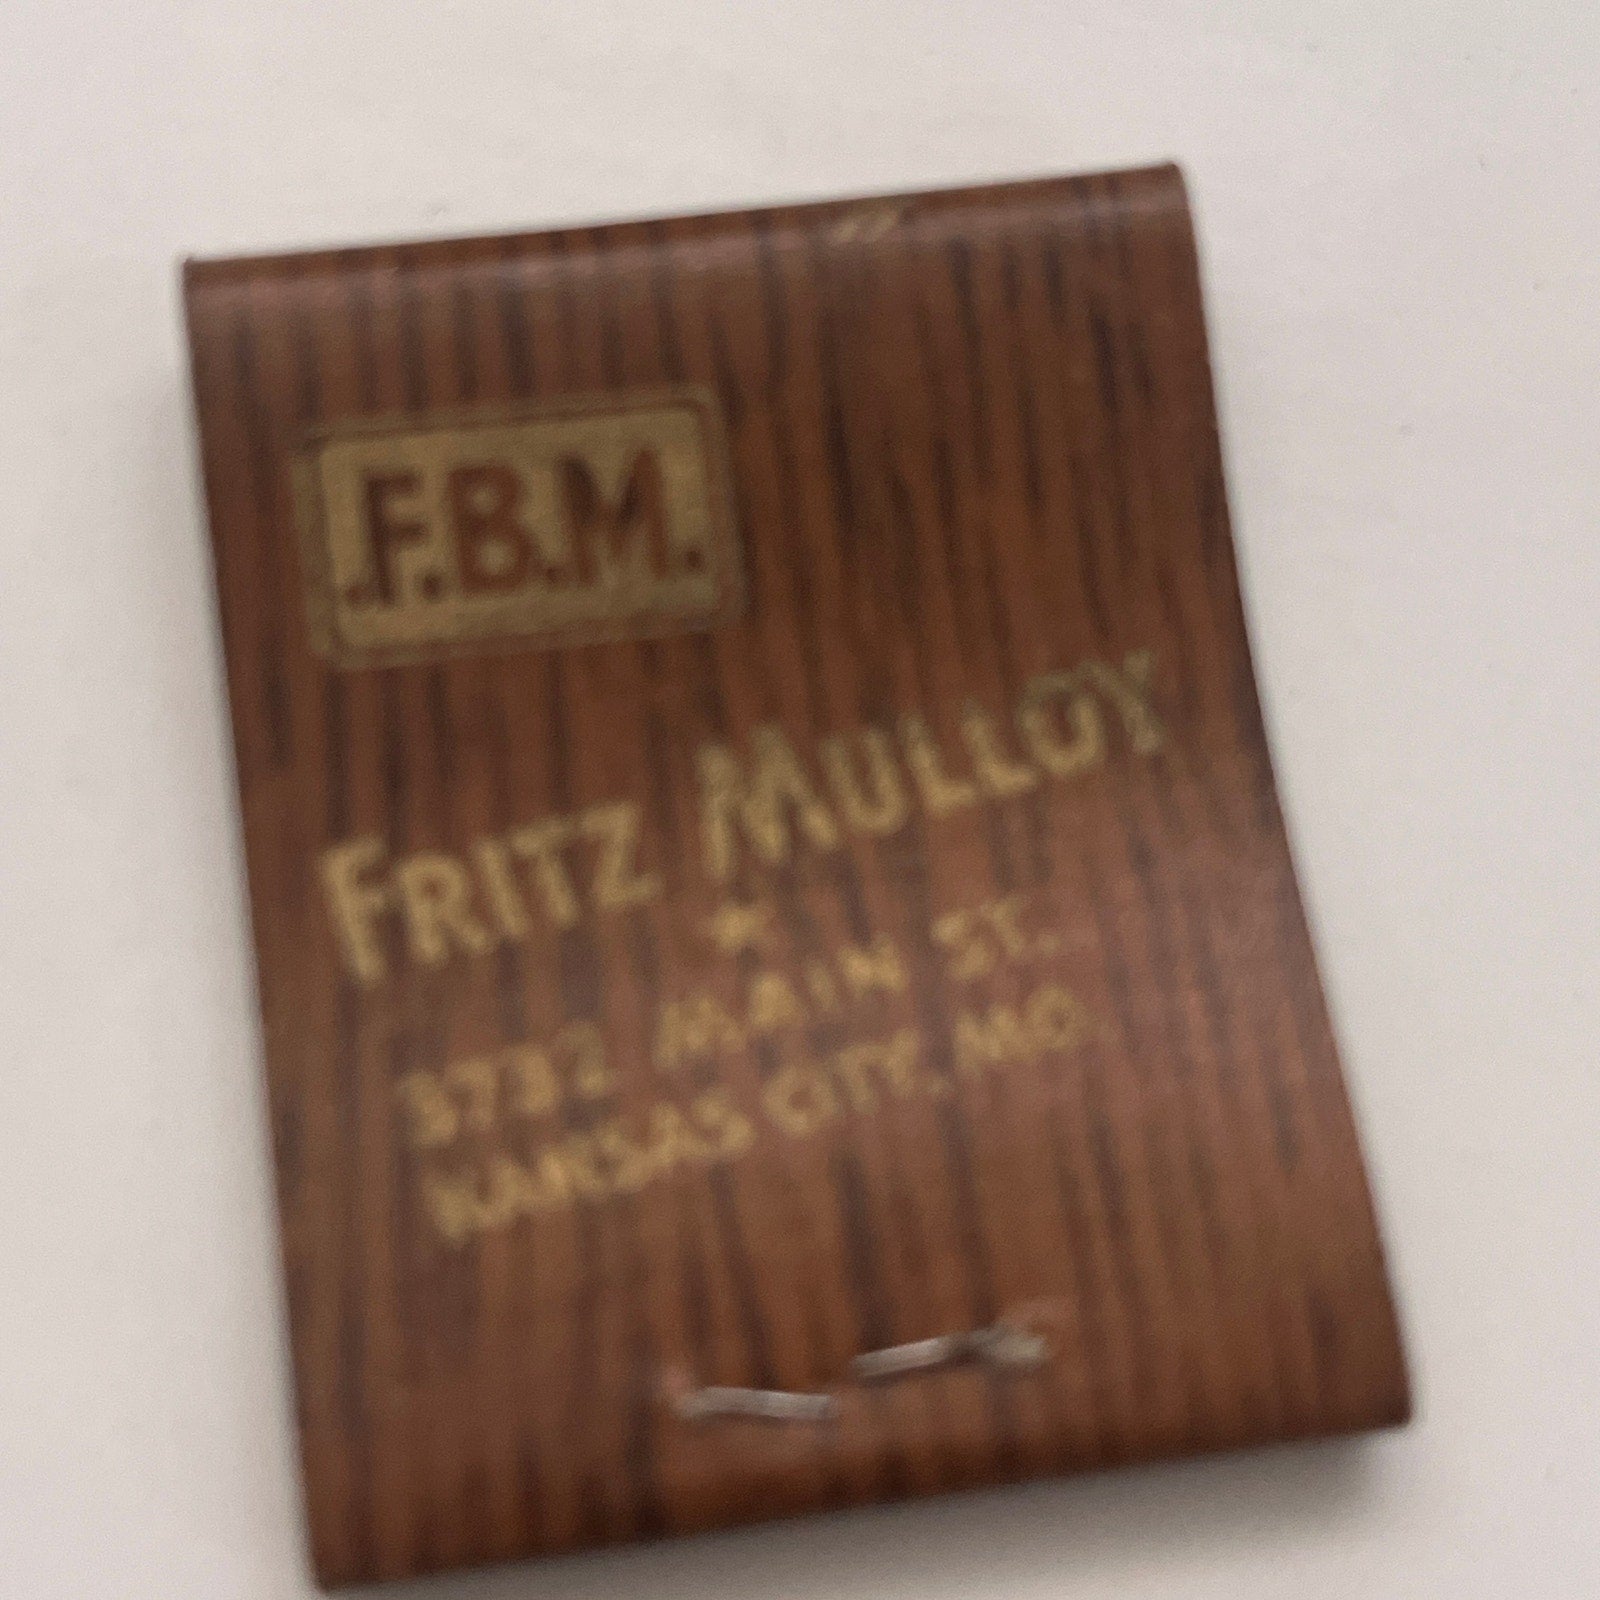 F.B.M.
FRITZ MULLOY
3732 MAIN ST.
KANSAS CITY, MO.